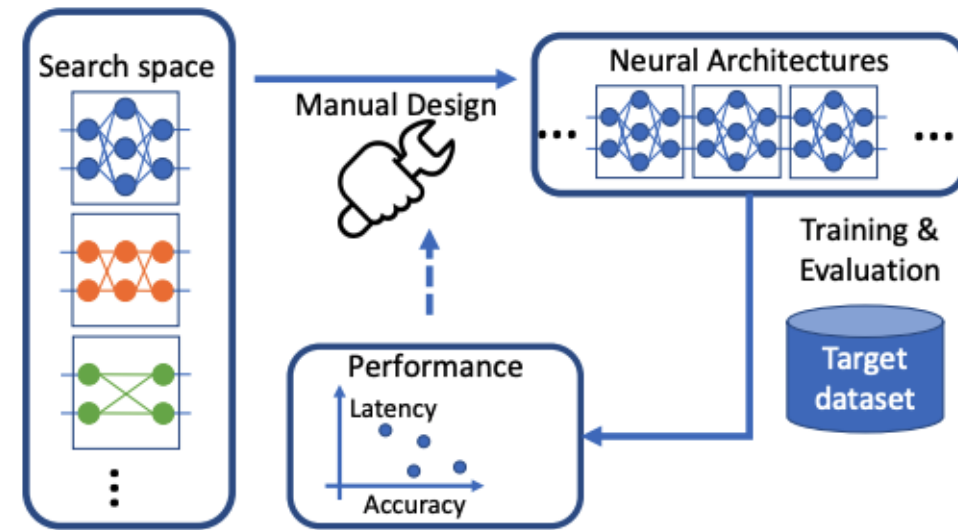 Search space
Manual Design
Neural Architectures
...
...
Training &
Evaluation
Target
dataset
Performance
Latency
Accuracy
...